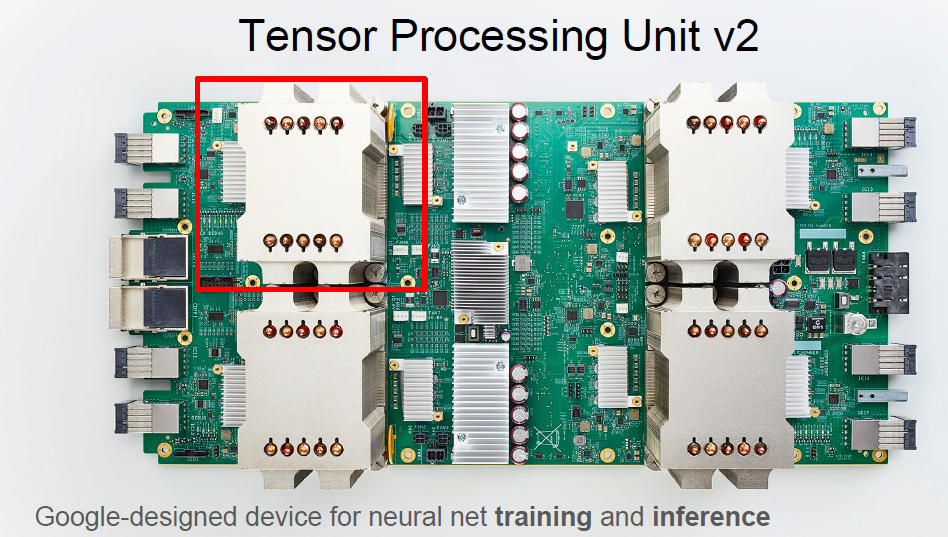 Tensor Processing Unit v2
Google-designed device for neural net training and inference